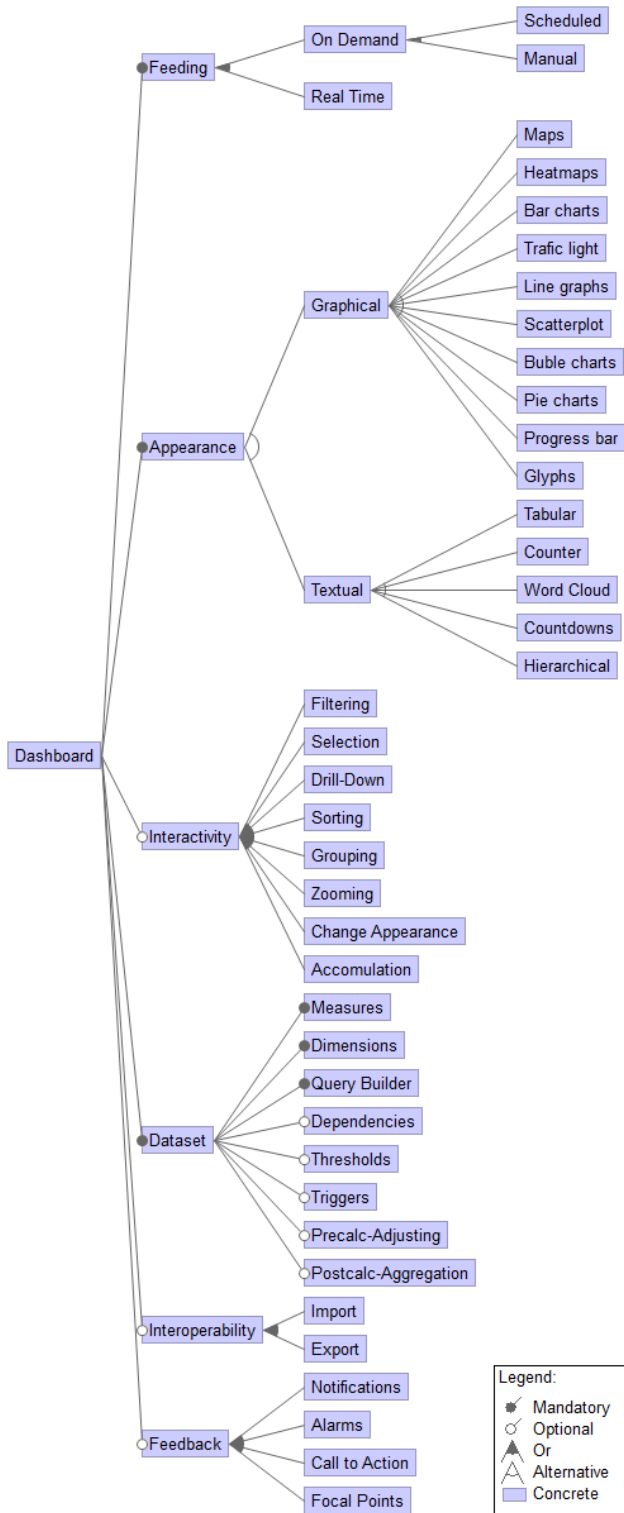 Scheduled
On Demand
Manual
Feeding
Real Time
Maps
Heatmaps
Bar charts
Trafic light
Line graphs
Graphical
Scatterplot
Buble charts
Pie charts
Progress bar
Appearance
Glyphs
Tabular
Counter
Textual
Word Cloud
Countdowns
Hierarchical
Filtering
Selection
Dashboard
Drill-Down
Sorting
Interactivity
Grouping
Zooming
Change Appearance
Accomulation
Measures
Dimensions
Query Builder
Dependencies
Dataset
Thresholds
Triggers
Precalc-Adjusting
Postcalc-Aggregation
Import
Interoperability
Export
Notifications
Alarms
Feedback
Call to Action
Focal Points
Legend:
Mandatory
Optional
Or
Alternative
Concrete